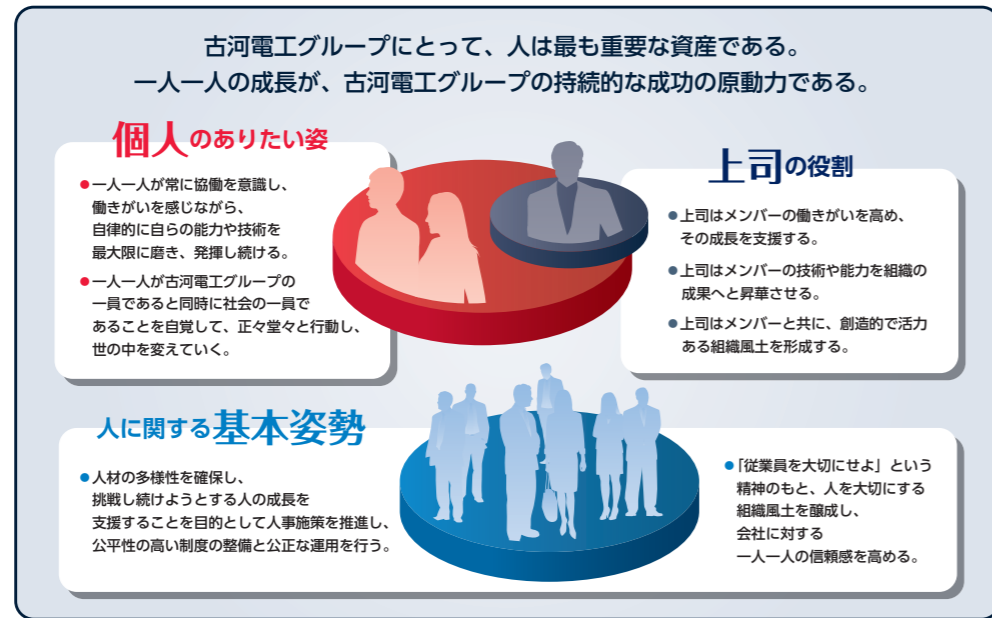 古河電工グループにとって、人は最も重要な資産である。
一人一人の成長が、古河電工グループの持続的な成功の原動力である。
個人のありたい姿
●一人一人が常に協働を意識し、
働きがいを感じながら、
自律的に自らの能力や技術を
最大限に磨き、発揮し続ける。
●一人一人が古河電工グループの
一員であると同時に社会の一員で
あることを自覚して、正々堂々と行動し、
世の中を変えていく。
上司の役割
●上司はメンバーの働きがいを高め、
その成長を支援する。
●上司はメンバーの技術や能力を組織の
成果へと昇華させる。
●上司はメンバーと共に、創造的で活力
ある組織風土を形成する。
人に関する基本姿勢
●人材の多様性を確保し、
挑戦し続けようとする人の成長を
支援することを目的として人事施策を推進し、
公平性の高い制度の整備と公正な運用を行う。
●「従業員を大切にせよ」という
精神のもと、人を大切にする
組織風土を醸成し、
会社に対する
一人一人の信頼感を高める。